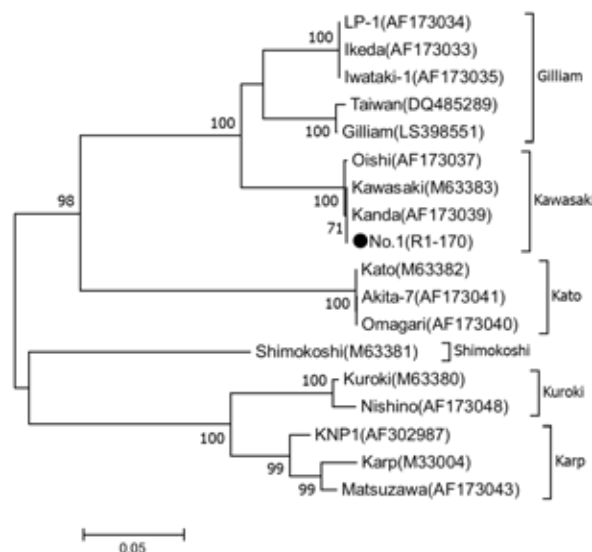 LP-1(AF173034)
100
Ikeda(AF173033)
Iwataki-1(AF173035)
Gilliam
Taiwan(DQ485289)
100
100
Gilliam(LS398551)
Oishi(AF173037)
Kawasaki(M63383)
100
Kawasaki
Kanda(AF173039)
98
71
No.1(R1-170)
Kato(M63382)
Akita-7(AF173041)
100
Kato
Omagari(AF173040)
Shimokoshi(M63381)
Shimokoshi
100
Kuroki(M63380)
Kuroki
Nishino(AF173048)
100
KNP1(AF302987)
99
Karp(M33004)
Karp
99
Matsuzawa(AF173043)
0.05